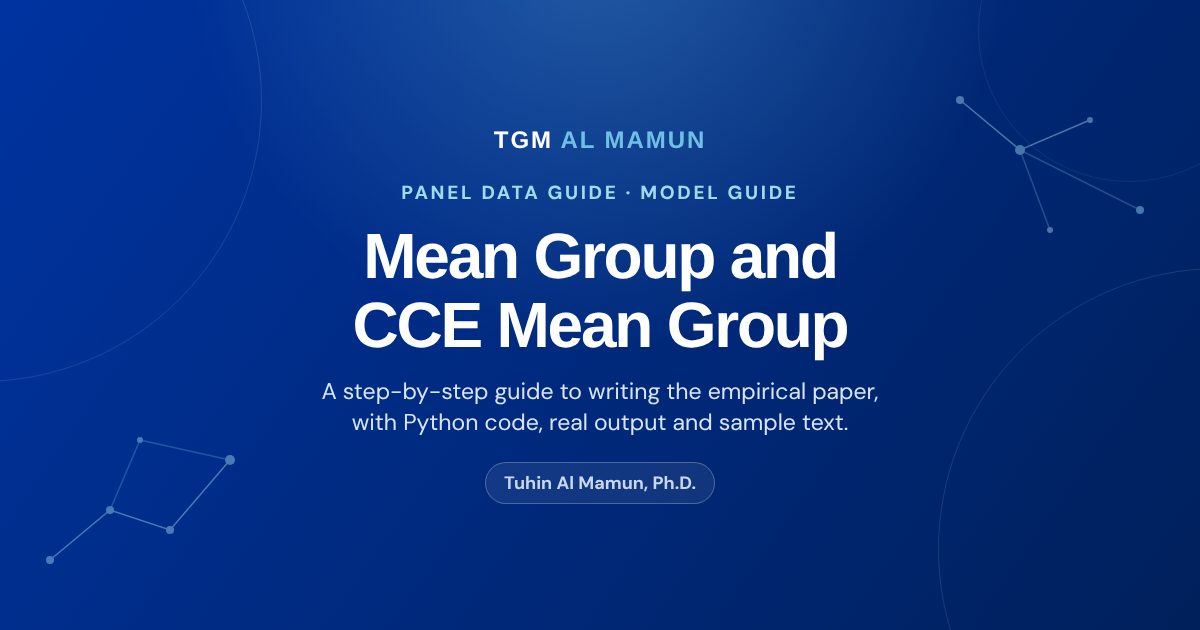 TGM AL MAMUN
PANEL DATA GUIDE · MODEL GUIDE
Mean Group and
CCE Mean Group
A step-by-step guide to writing the empirical paper,
with Python code, real output and sample text.
Tuhin Al Mamun, Ph.D.